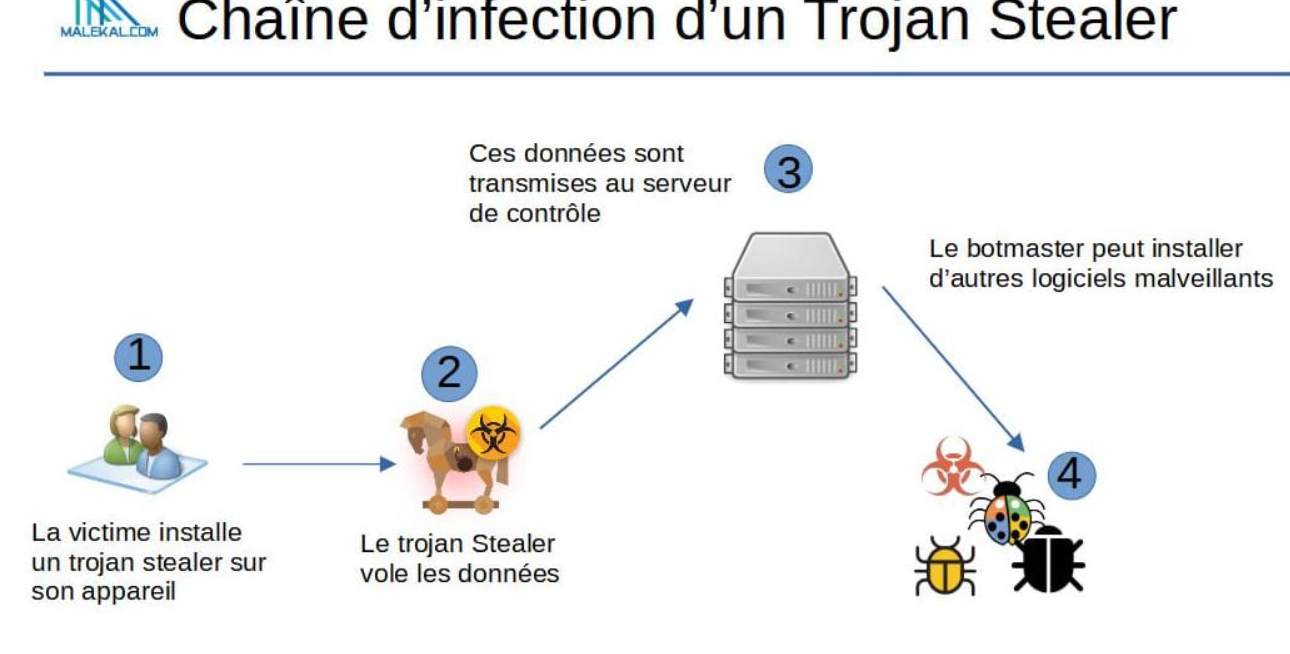 MALEKAL.COM
Chaîne d’infection d’un Trojan Stealer
Ces données sont
transmises au serveur
de contrôle
3
Le botmaster peut installer
d’autres logiciels malveillants
1
2
4
La victime installe
un trojan stealer sur
son appareil
Le trojan Stealer
vole les données